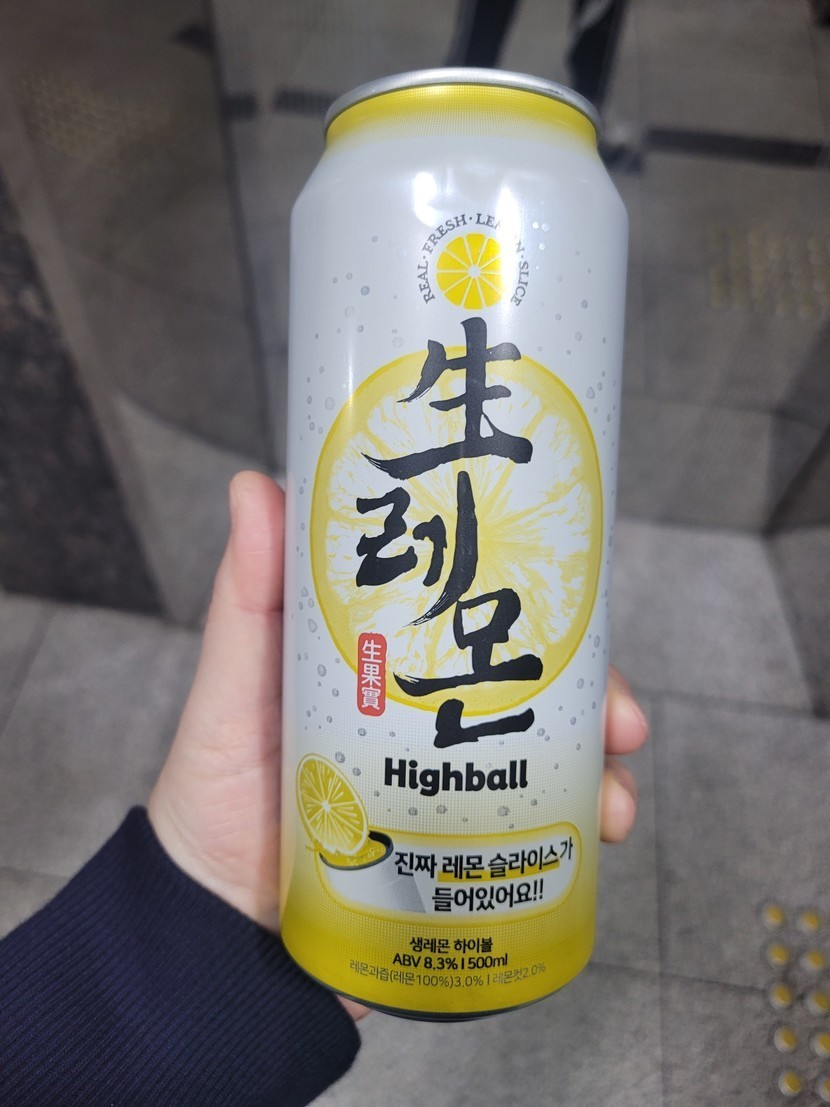 REAL·FRESH·LEMON·SLICE
生
레
몬
生果實
Highball
진짜 레몬 슬라이스가
들어있어요!!
생레몬 하이볼
ABV 8.3% I 500ml
레몬과즙(레몬100%)3.0% I 레몬컷2.0%